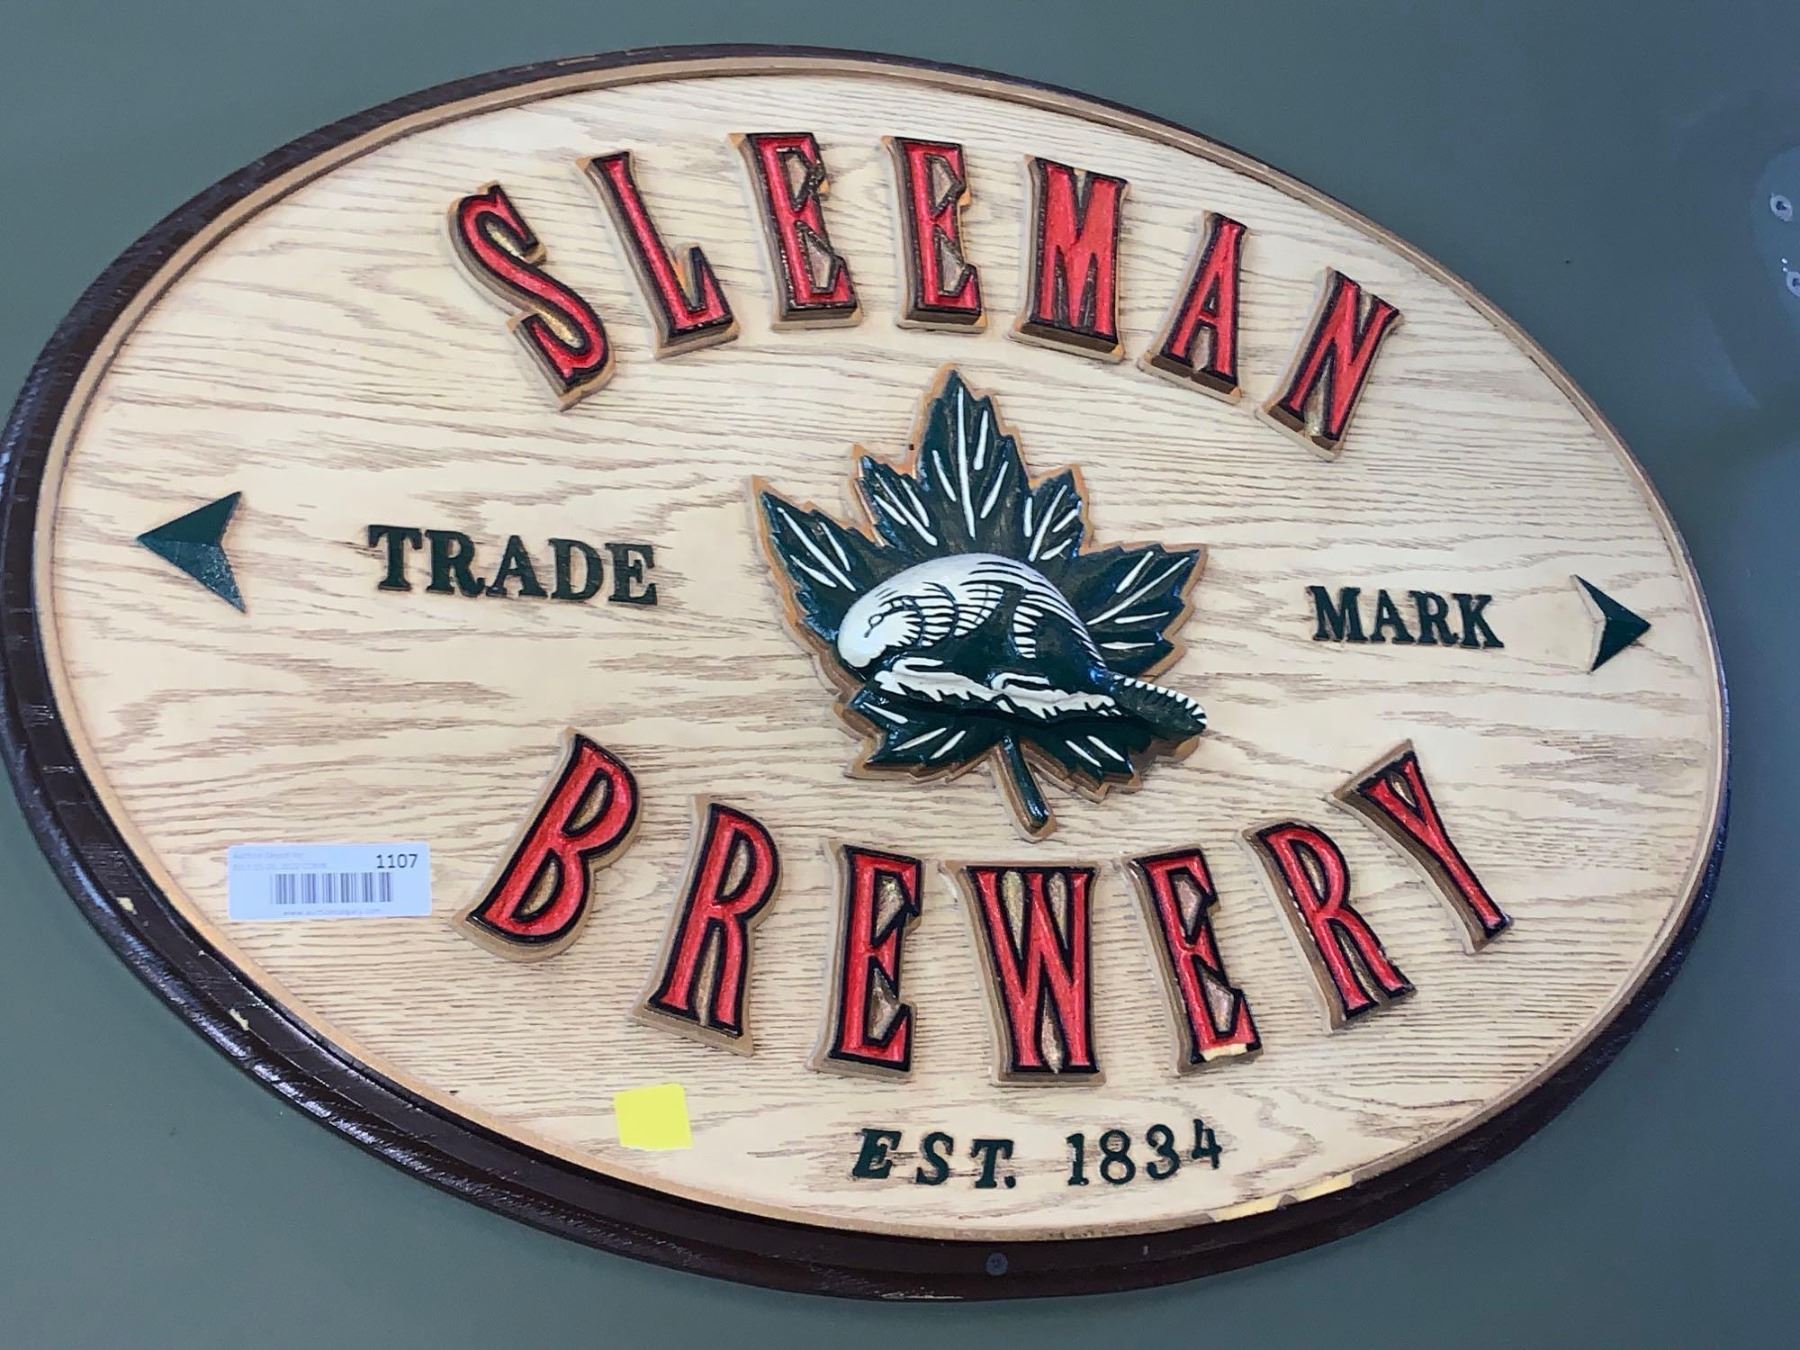 SLEEMAN
TRADE MARK
BREWERY
EST. 1834
1107